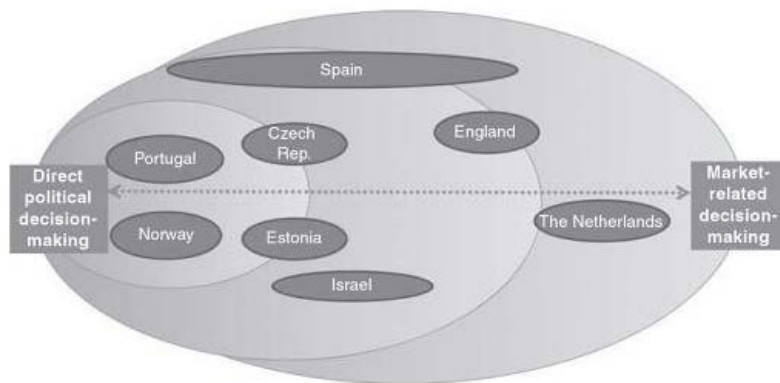 Spain
Czech
Rep.
England
Portugal
Direct
political
decision-
making
Market-
related
decision-
making
The Netherlands
Norway
Estonia
Israel